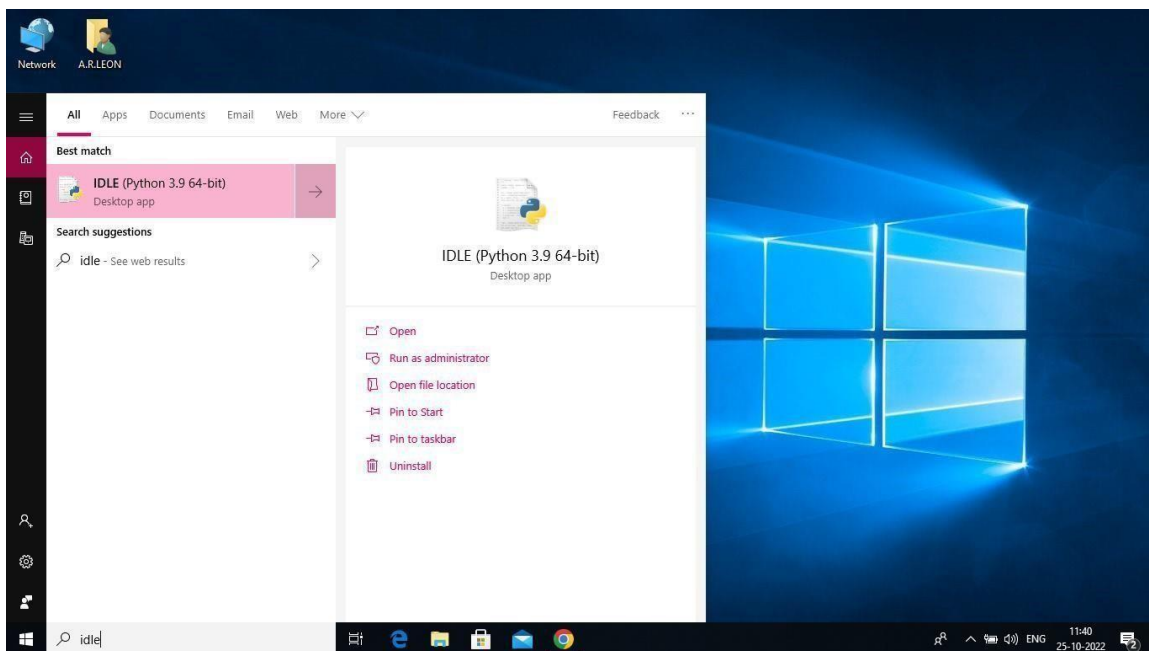 Network A.R.LEON
All Apps Documents Email Web More Feedback ...
Best match
IDLE (Python 3.9 64-bit)
Desktop app
Search suggestions
idle - See web results
IDLE (Python 3.9 64-bit)
Desktop app
Open
Run as administrator
Open file location
Pin to Start
Pin to taskbar
Uninstall
idle
ENG
11:40
25-10-2022
2